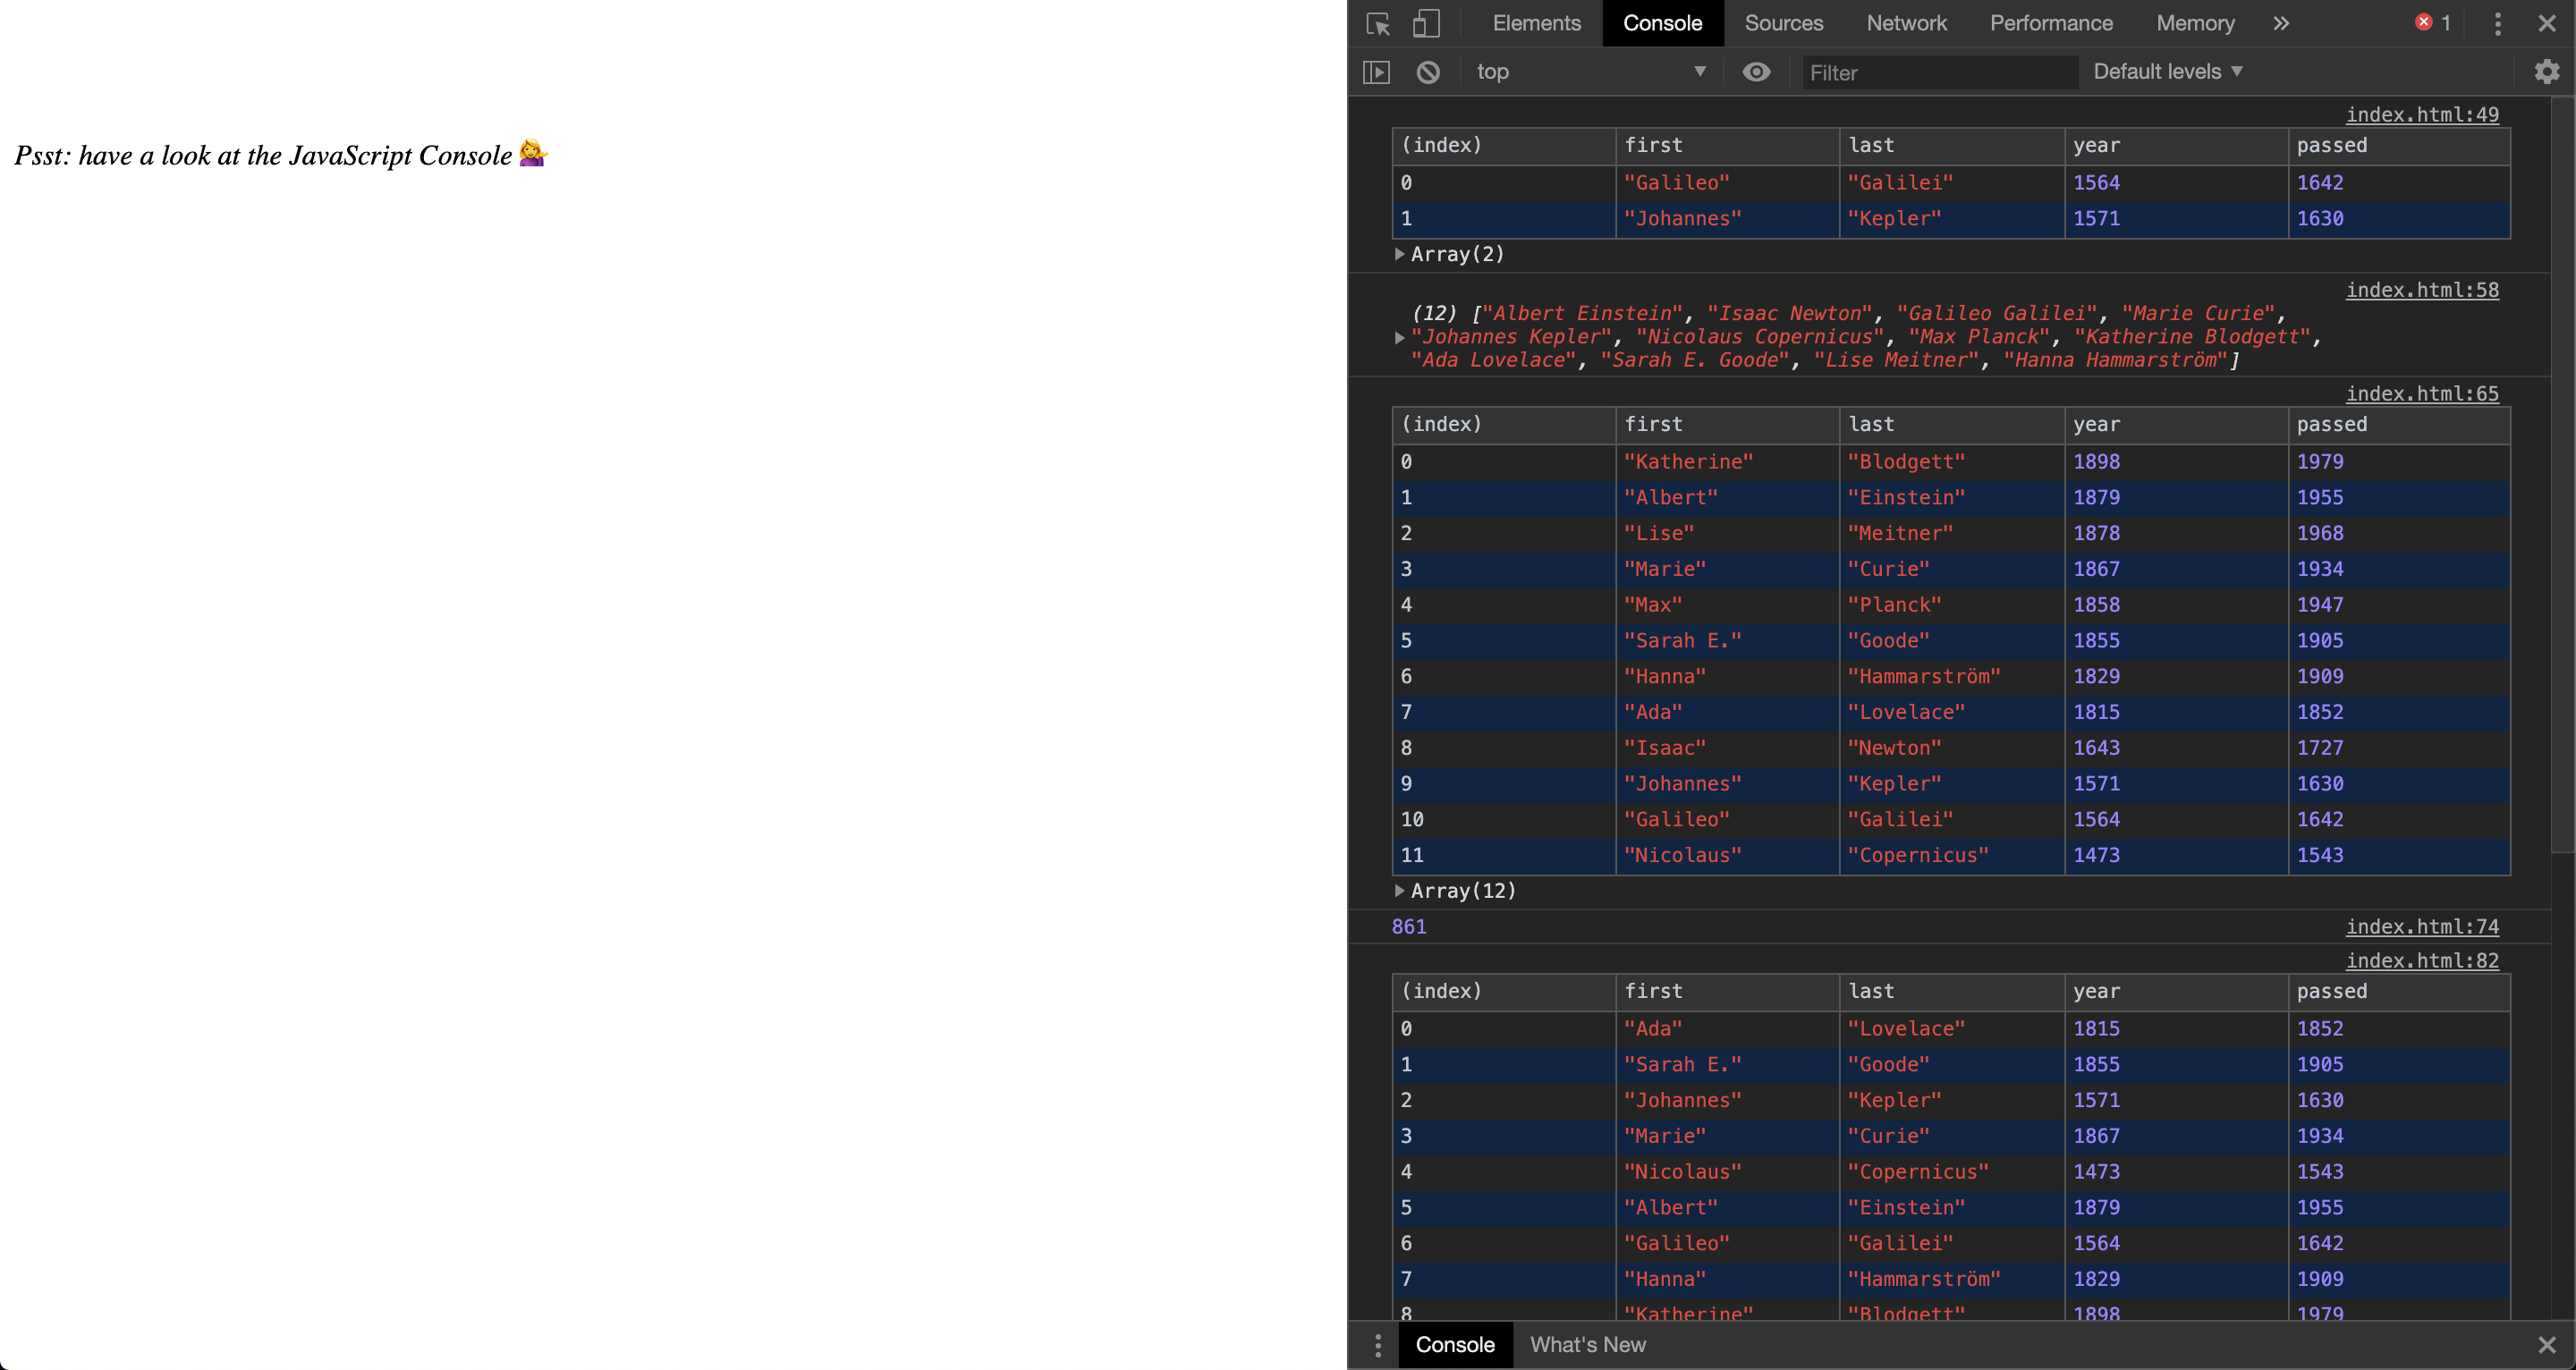 Psst: have a look at the JavaScript Console 💁‍♀️
Elements Console Sources Network Performance Memory » 1
top Filter Default levels
index.html:49
(index) first last year passed
0 "Galileo" "Galilei" 1564 1642
1 "Johannes" "Kepler" 1571 1630
Array(2)
index.html:58
(12) ["Albert Einstein", "Isaac Newton", "Galileo Galilei", "Marie Curie",
"Johannes Kepler", "Nicolaus Copernicus", "Max Planck", "Katherine Blodgett",
"Ada Lovelace", "Sarah E. Goode", "Lise Meitner", "Hanna Hammarström"]
index.html:65
(index) first last year passed
0 "Katherine" "Blodgett" 1898 1979
1 "Albert" "Einstein" 1879 1955
2 "Lise" "Meitner" 1878 1968
3 "Marie" "Curie" 1867 1934
4 "Max" "Planck" 1858 1947
5 "Sarah E." "Goode" 1855 1905
6 "Hanna" "Hammarström" 1829 1909
7 "Ada" "Lovelace" 1815 1852
8 "Isaac" "Newton" 1643 1727
9 "Johannes" "Kepler" 1571 1630
10 "Galileo" "Galilei" 1564 1642
11 "Nicolaus" "Copernicus" 1473 1543
Array(12)
861 index.html:74
index.html:82
(index) first last year passed
0 "Ada" "Lovelace" 1815 1852
1 "Sarah E." "Goode" 1855 1905
2 "Johannes" "Kepler" 1571 1630
3 "Marie" "Curie" 1867 1934
4 "Nicolaus" "Copernicus" 1473 1543
5 "Albert" "Einstein" 1879 1955
6 "Galileo" "Galilei" 1564 1642
7 "Hanna" "Hammarström" 1829 1909
8 "Katherine" "Blodgett" 1898 1979
Console What's New